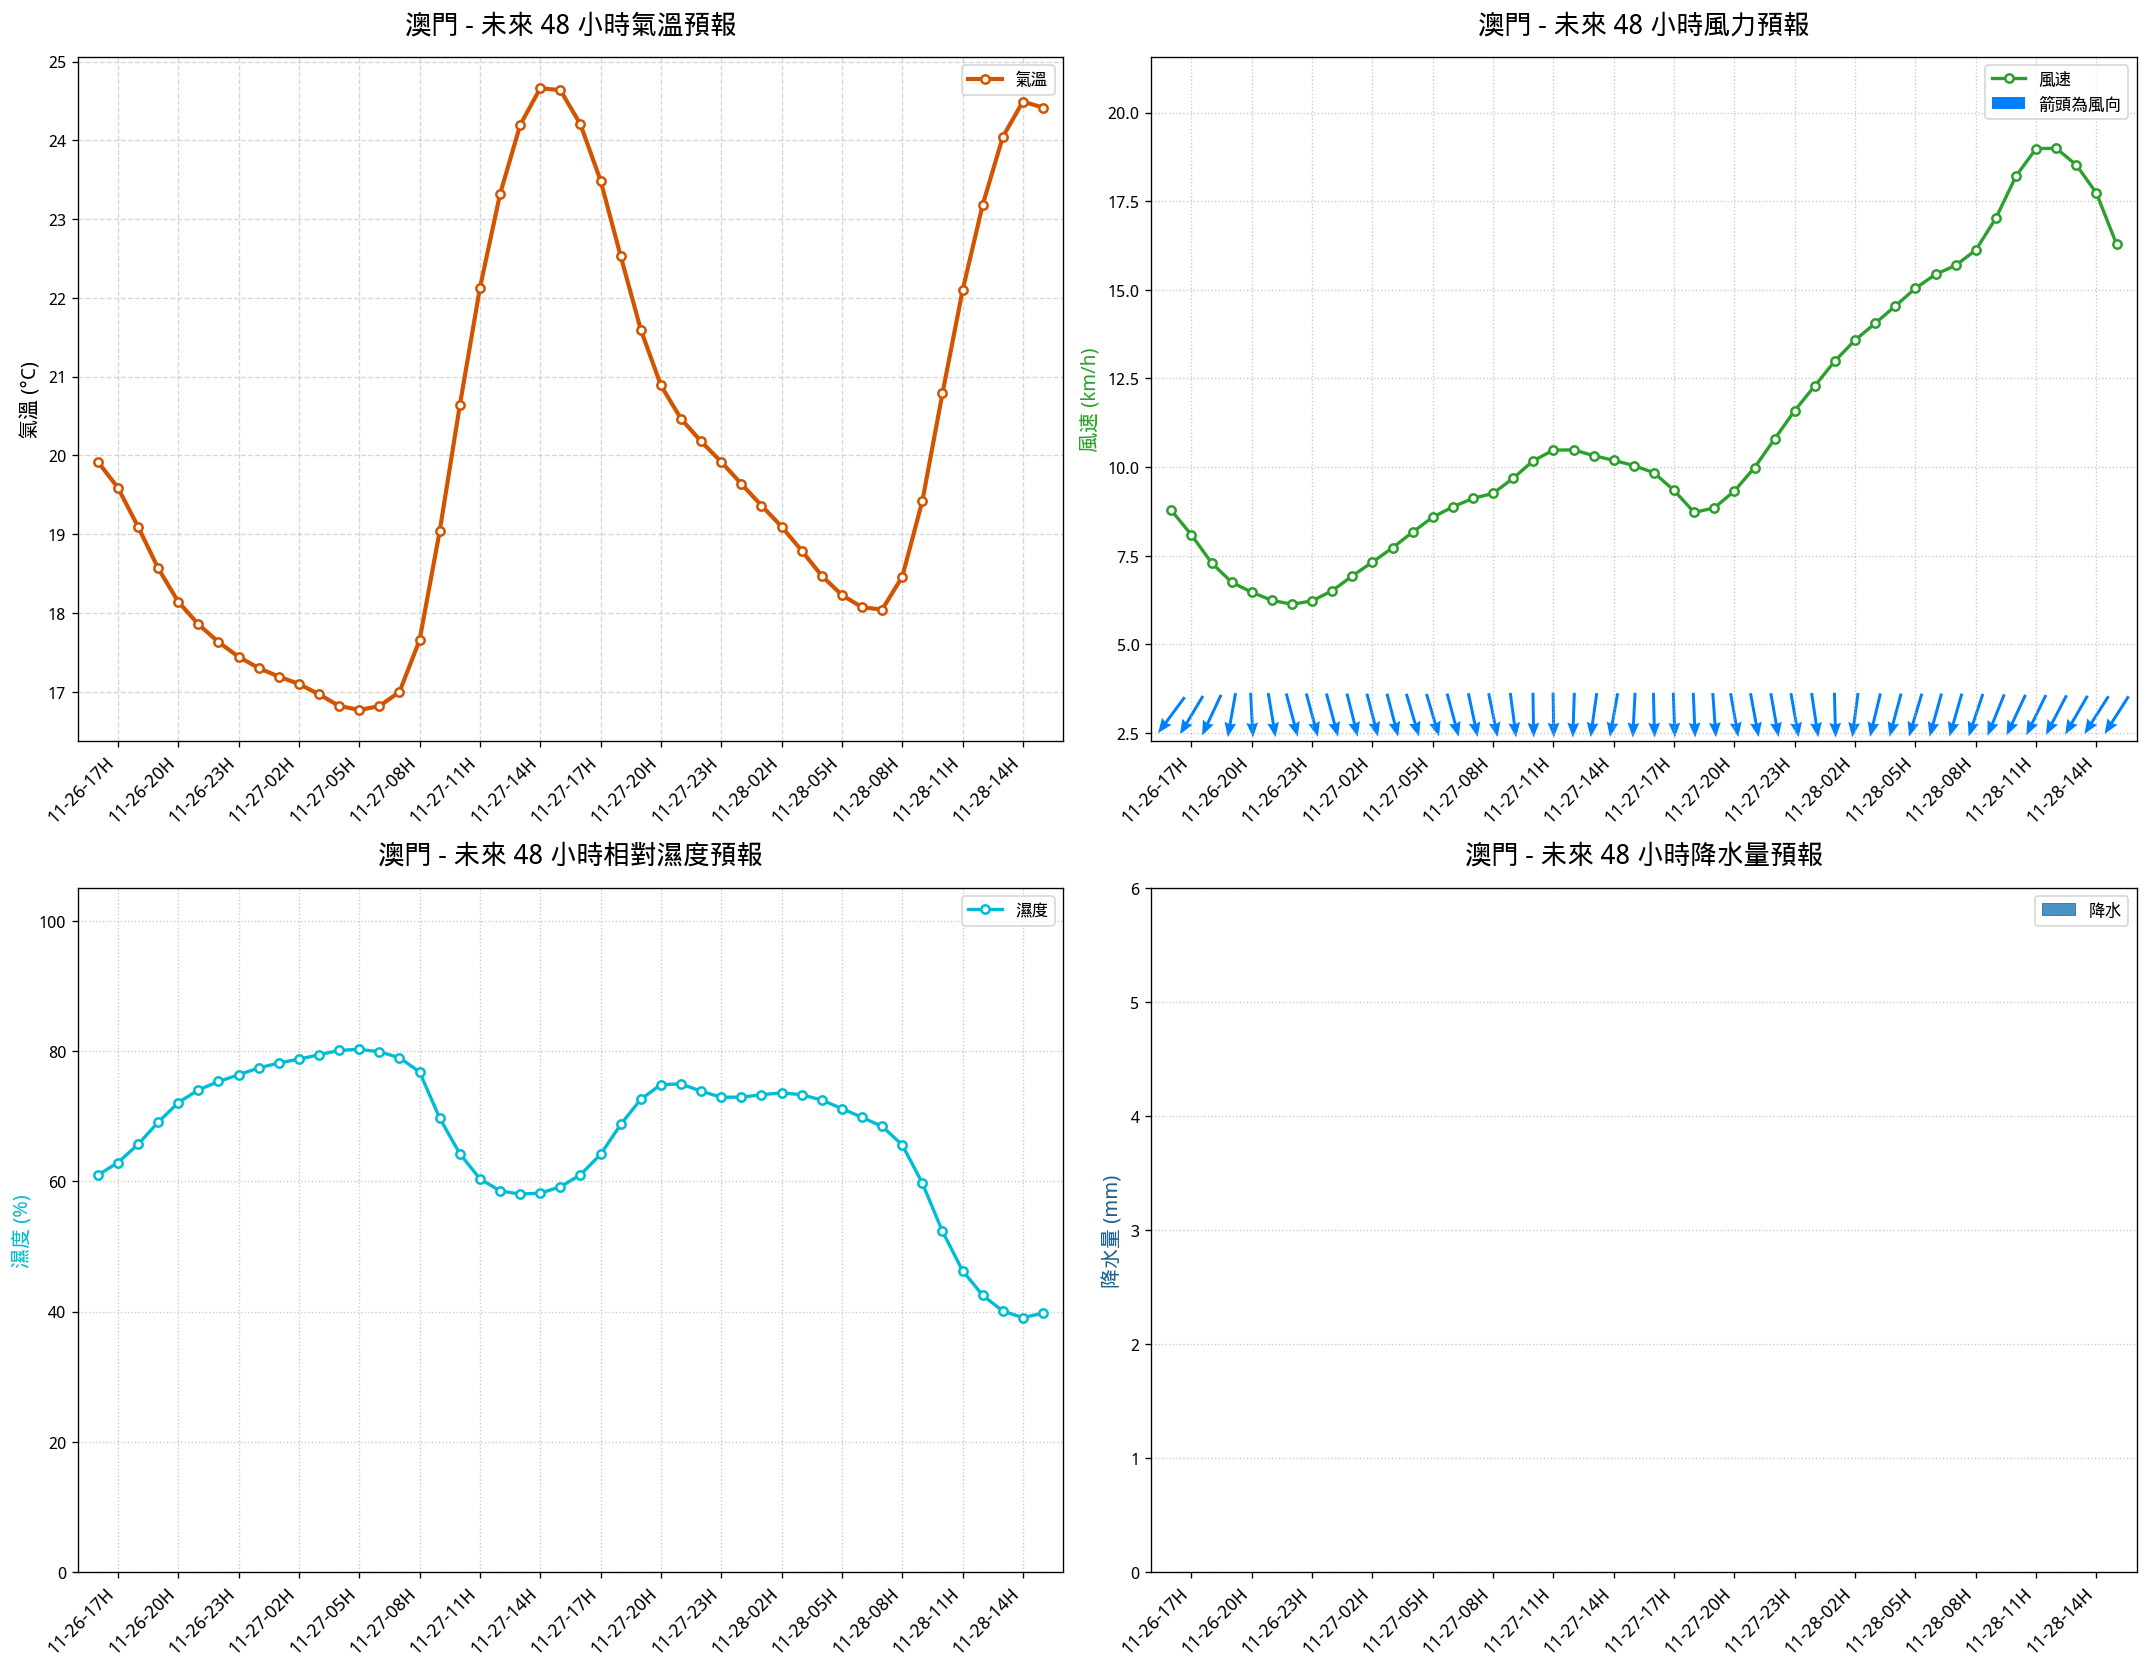 澳門 - 未來 48 小時氣溫預報
氣溫
氣溫 (°C)
25
24
23
22
21
20
19
18
17
11-26-17H
11-26-20H
11-26-23H
11-27-02H
11-27-05H
11-27-08H
11-27-11H
11-27-14H
11-27-17H
11-27-20H
11-27-23H
11-28-02H
11-28-05H
11-28-08H
11-28-11H
11-28-14H
澳門 - 未來 48 小時風力預報
風速
箭頭為風向
風速 (km/h)
20.0
17.5
15.0
12.5
10.0
7.5
5.0
2.5
11-26-17H
11-26-20H
11-26-23H
11-27-02H
11-27-05H
11-27-08H
11-27-11H
11-27-14H
11-27-17H
11-27-20H
11-27-23H
11-28-02H
11-28-05H
11-28-08H
11-28-11H
11-28-14H
澳門 - 未來 48 小時相對濕度預報
濕度
濕度 (%)
100
80
60
40
20
0
11-26-17H
11-26-20H
11-26-23H
11-27-02H
11-27-05H
11-27-08H
11-27-11H
11-27-14H
11-27-17H
11-27-20H
11-27-23H
11-28-02H
11-28-05H
11-28-08H
11-28-11H
11-28-14H
澳門 - 未來 48 小時降水量預報
降水
降水量 (mm)
6
5
4
3
2
1
0
11-26-17H
11-26-20H
11-26-23H
11-27-02H
11-27-05H
11-27-08H
11-27-11H
11-27-14H
11-27-17H
11-27-20H
11-27-23H
11-28-02H
11-28-05H
11-28-08H
11-28-11H
11-28-14H